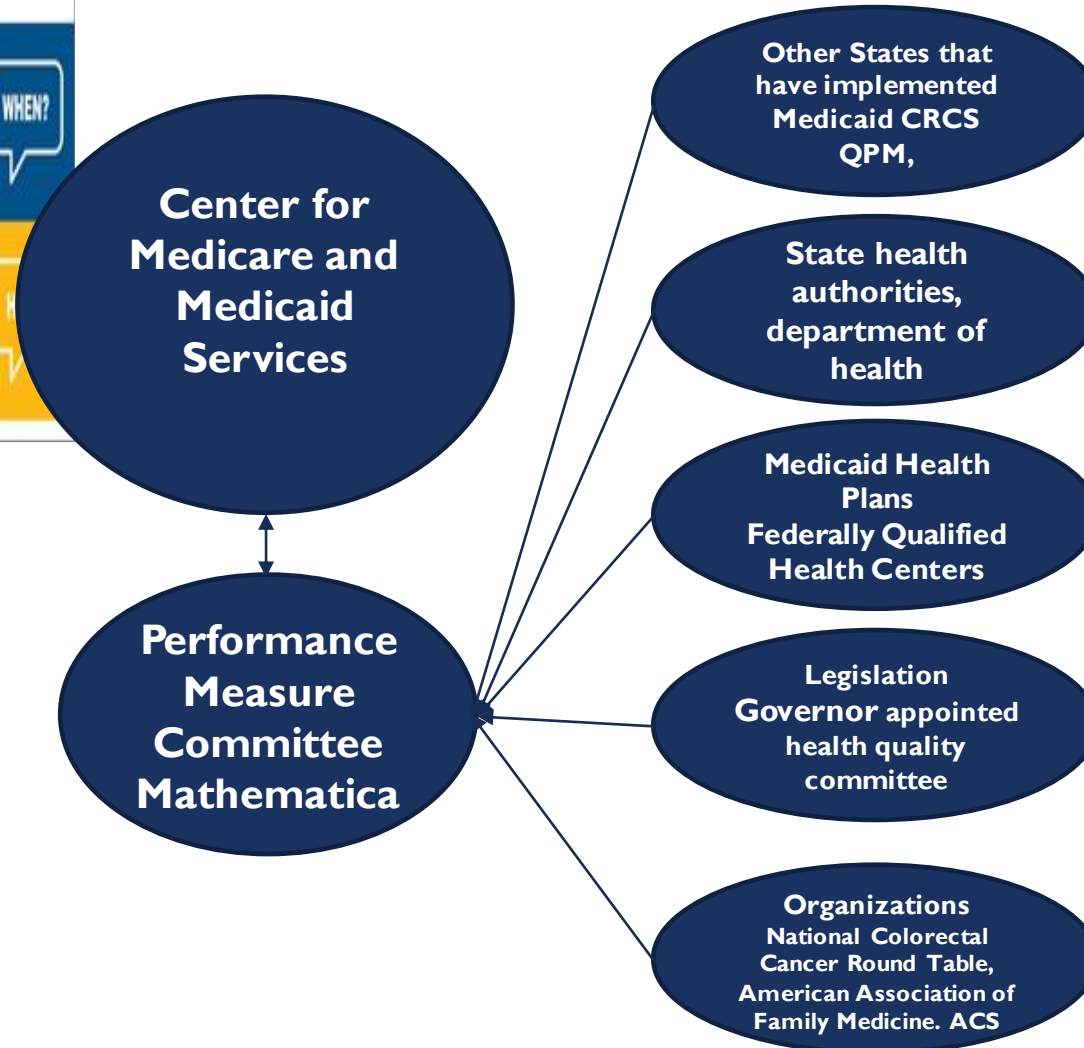 WHEN?
Center for
Medicare and
Medicaid
Services
Performance
Measure
Committee
Mathematica
Other States that
have implemented
Medicaid CRCS
QPM,
State health
authorities,
department of
health
Medicaid Health
Plans
Federally Qualified
Health Centers
Legislation
Governor appointed
health quality
committee
Organizations
National Colorectal
Cancer Round Table,
American Association of
Family Medicine. ACS